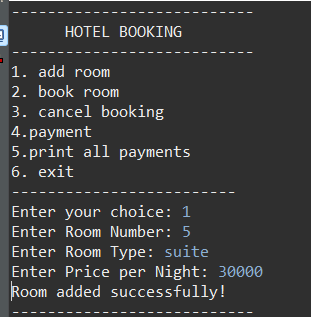 ---------------------------
HOTEL BOOKING
---------------------------
1. add room
2. book room
3. cancel booking
4.payment
5.print all payments
6. exit
-------------------------
Enter your choice: 1
Enter Room Number: 5
Enter Room Type: suite
Enter Price per Night: 30000
Room added successfully!
---------------------------